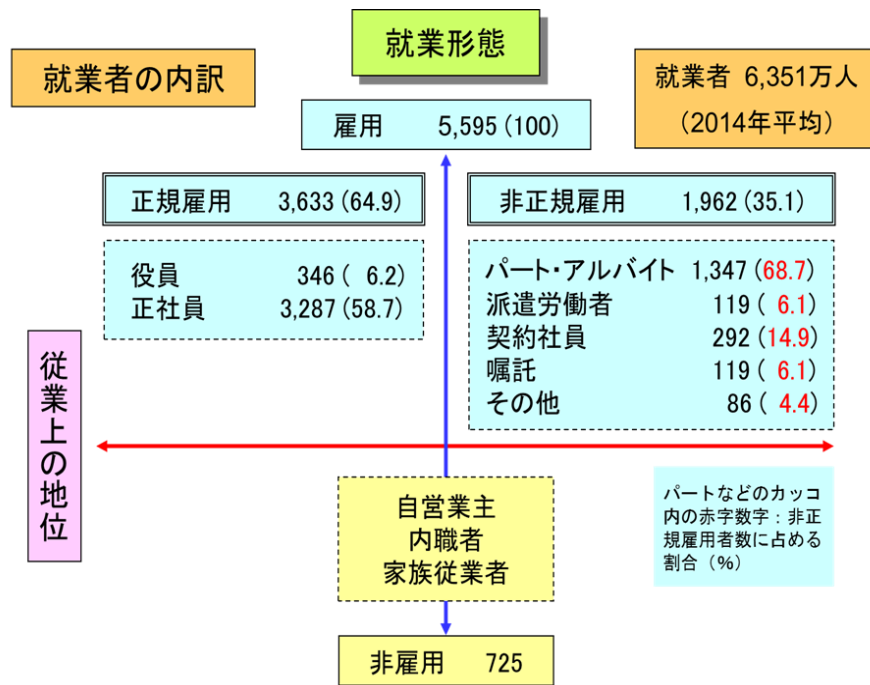 就業形態
就業者の内訳
就業者 6,351万人
(2014年平均)
雇用 5,595 (100)
正規雇用 3,633 (64.9)
非正規雇用 1,962 (35.1)
役員 346 ( 6.2)
正社員 3,287 (58.7)
パート・アルバイト 1,347 (68.7)
派遣労働者 119 ( 6.1)
契約社員 292 (14.9)
嘱託 119 ( 6.1)
その他 86 ( 4.4)
従業上の地位
自営業主
内職者
家族従業者
パートなどのカッコ
内の赤字数字：非正
規雇用者数に占める
割合（%）
非雇用 725